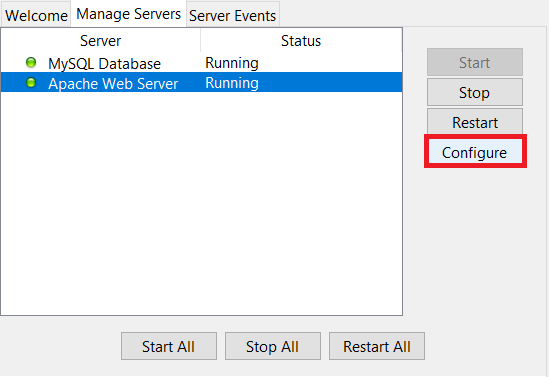 Welcome Manage Servers Server Events
Server Status
MySQL Database Running
Apache Web Server Running
Start
Stop
Restart
Configure
Start All Stop All Restart All